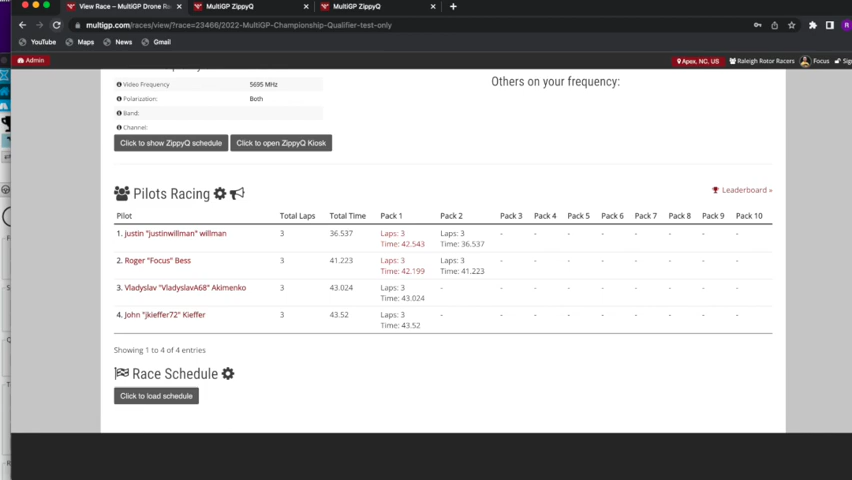 View Race – MultiGP Drone Ra
MultiGP ZippyQ
MultiGP ZippyQ
multigp.com/races/view/?race=23466/2022-MultiGP-Championship-Qualifier-test-only
YouTube Maps News Gmail
Admin Apex, NC, US Raleigh Rotor Racers Focus
Video Frequency 5695 MHz
Others on your frequency:
Polarization: Both
Band:
Channel:
Click to show ZippyQ schedule Click to open ZippyQ Kiosk
Pilots Racing Leaderboard »
Pilot Total Laps Total Time Pack 1 Pack 2 Pack 3 Pack 4 Pack 5 Pack 6 Pack 7 Pack 8 Pack 9 Pack 10
1. justin "justinwillman" willman 3 36.537 Laps: 3 Laps: 3 - - - - - - - -
Time: 42.543 Time: 36.537
2. Roger "Focus" Bess 3 41.223 Laps: 3 Laps: 3 - - - - - - - -
Time: 42.199 Time: 41.223
3. Vladyslav "VladyslavA68" Akimenko 3 43.024 Laps: 3 - - - - - - - - -
Time: 43.024
4. John "jkieffer72" Kieffer 3 43.52 Laps: 3 - - - - - - - - -
Time: 43.52
Showing 1 to 4 of 4 entries
Race Schedule
Click to load schedule